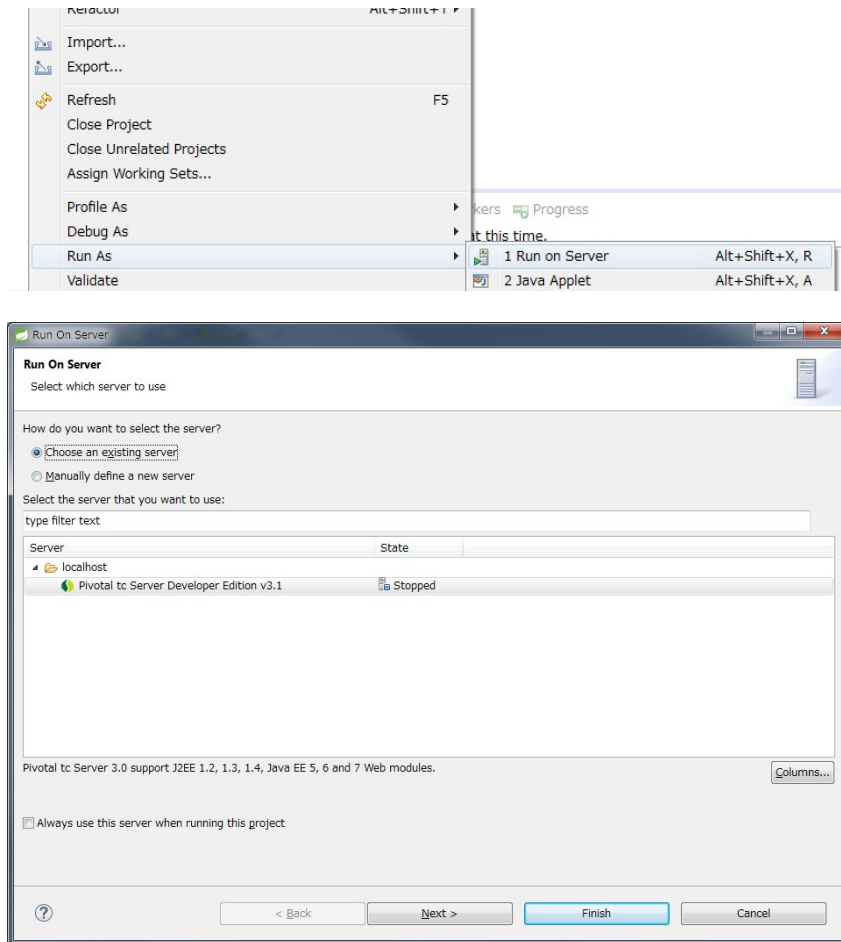 Refactor Alt+Shift+T
Import...
Export...
Refresh F5
Close Project
Close Unrelated Projects
Assign Working Sets...
Profile As
kers Progress
Debug As
at this time.
Run As
1 Run on Server Alt+Shift+X, R
Validate
2 Java Applet Alt+Shift+X, A
Run On Server
Run On Server
Select which server to use
How do you want to select the server?
Choose an existing server
Manually define a new server
Select the server that you want to use:
type filter text
Server State
localhost
Pivotal tc Server Developer Edition v3.1 Stopped
Pivotal tc Server 3.0 support J2EE 1.2, 1.3, 1.4, Java EE 5, 6 and 7 Web modules.
Columns...
Always use this server when running this project
? < Back Next > Finish Cancel